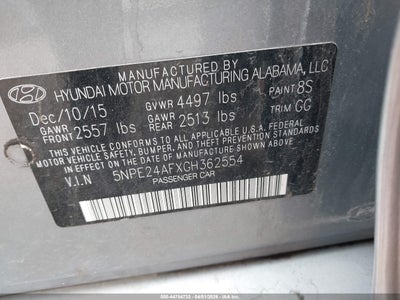 MANUFACTURED BY
HYUNDAI MOTOR MANUFACTURING ALABAMA, LLC
Dec/10/15 GVWR 4497 lbs PAINT 8S
GAWR FRONT 2557 lbs GAWR REAR 2513 lbs TRIM GG
THIS VEHICLE CONFORMS TO ALL APPLICABLE FEDERAL MOTOR VEHICLE
SAFETY, BUMPER, AND THEFT PREVENTION STANDARDS IN EFFECT ON THE
DATE OF MANUFACTURE SHOWN ABOVE.
V.I.N 5NPE24AFXGH362554
PASSENGER CAR